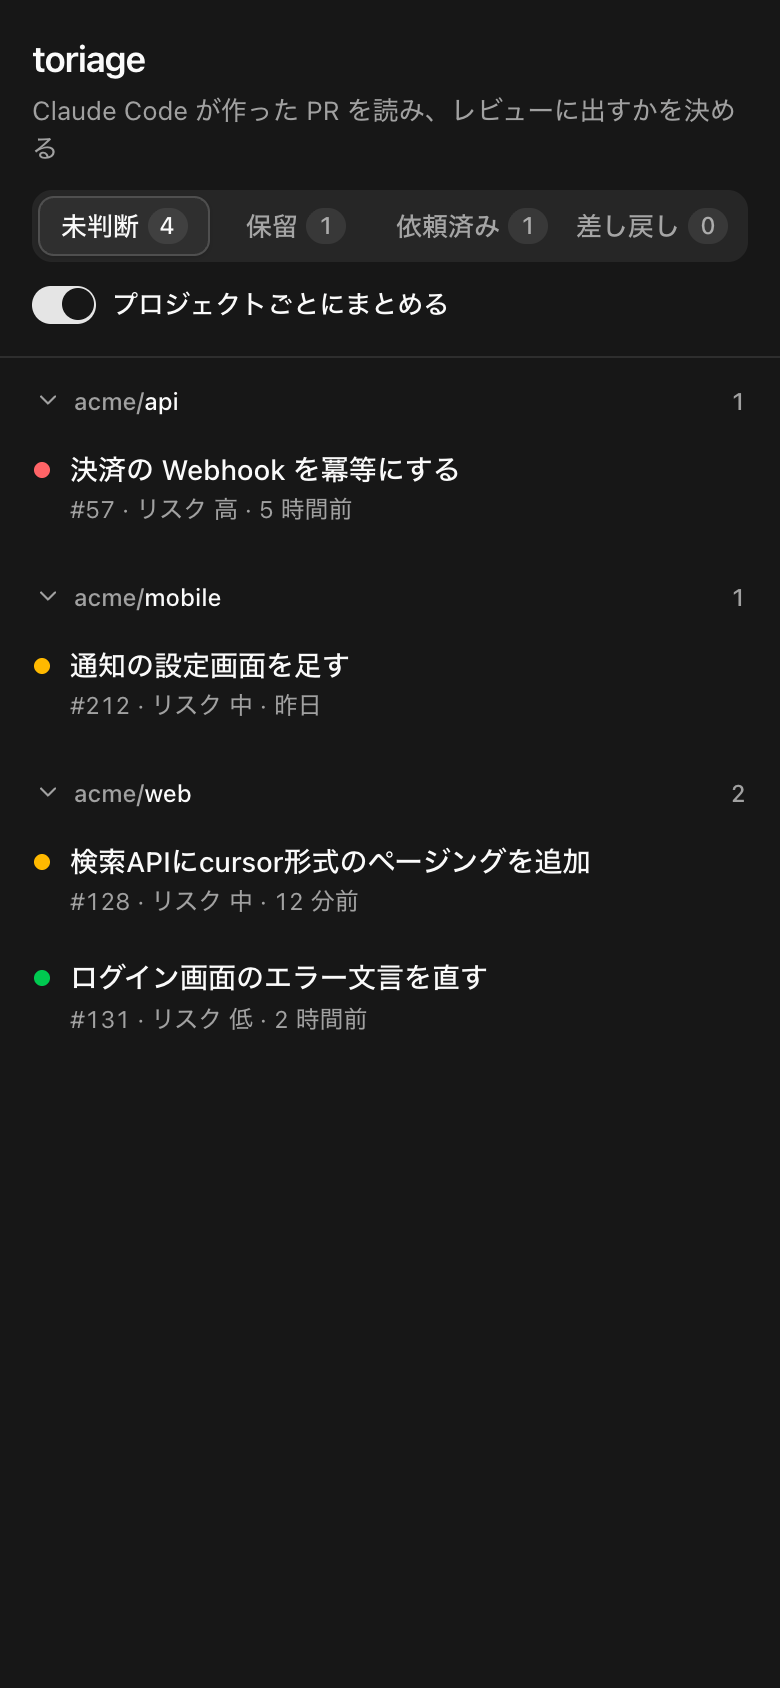 toriage
Claude Code が作った PR を読み、レビューに出すかを決め
る
未判断 4 保留 1 依頼済み 1 差し戻し 0
プロジェクトごとにまとめる
acme/api 1
決済の Webhook を冪等にする
#57 · リスク 高 · 5 時間前
acme/mobile 1
通知の設定画面を足す
#212 · リスク 中 · 昨日
acme/web 2
検索APIにcursor形式のページングを追加
#128 · リスク 中 · 12 分前
ログイン画面のエラー文言を直す
#131 · リスク 低 · 2 時間前